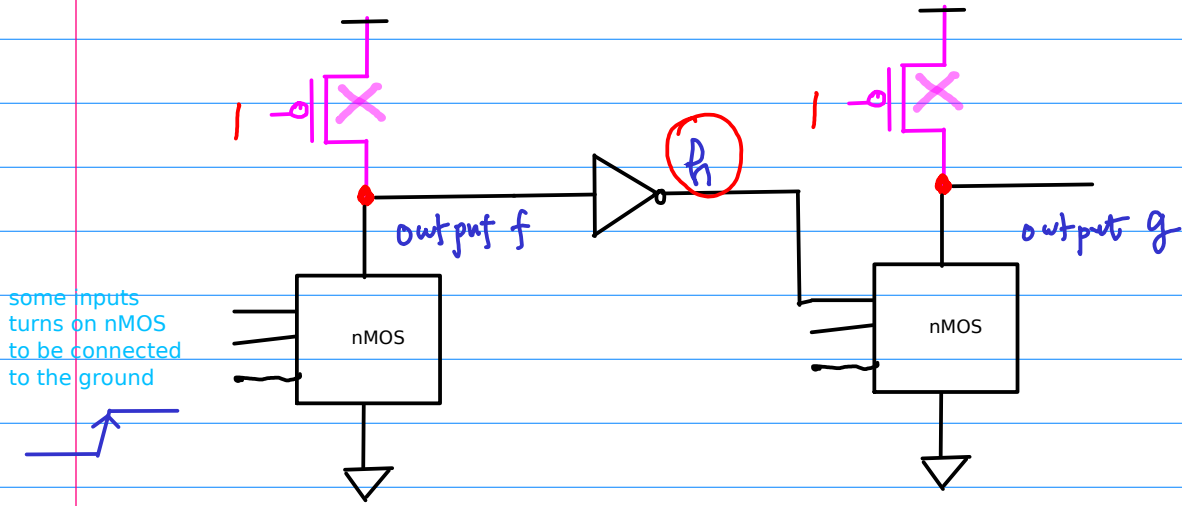 1
1
h
output f
output g
some inputs
turns on nMOS
to be connected
to the ground
nMOS
nMOS